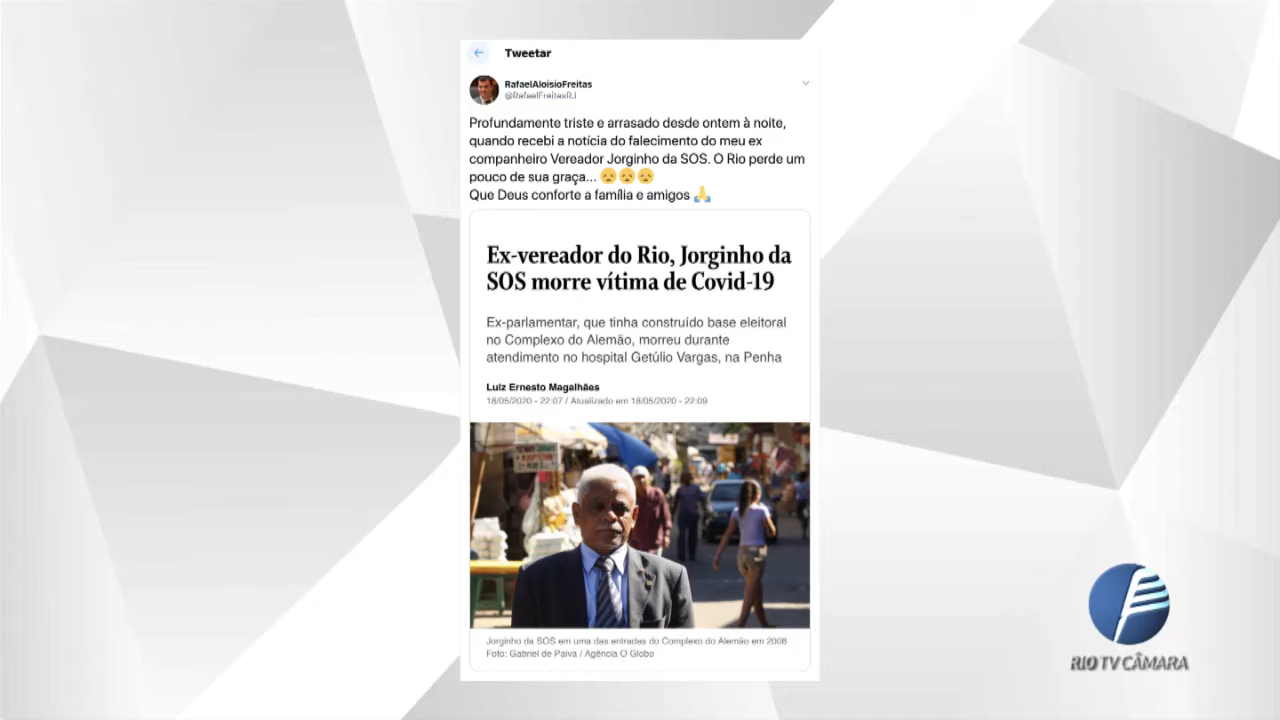 Tweetar
RafaelAloisioFreitas
@RafaelFreitasRJ
Profundamente triste e arrasado desde ontem à noite,
quando recebi a notícia do falecimento do meu ex
companheiro Vereador Jorginho da SOS. O Rio perde um
pouco de sua graça... 😞😞😞
Que Deus conforte a família e amigos 🙏
Ex-vereador do Rio, Jorginho da
SOS morre vítima de Covid-19
Ex-parlamentar, que tinha construído base eleitoral
no Complexo do Alemão, morreu durante
atendimento no hospital Getúlio Vargas, na Penha
Luiz Ernesto Magalhães
18/05/2020 - 22:07 / Atualizado em 18/05/2020 - 22:09
Jorginho da SOS em uma das entradas do Complexo do Alemão em 2008
Foto: Gabriel de Paiva / Agência O Globo
RIO TV CÂMARA